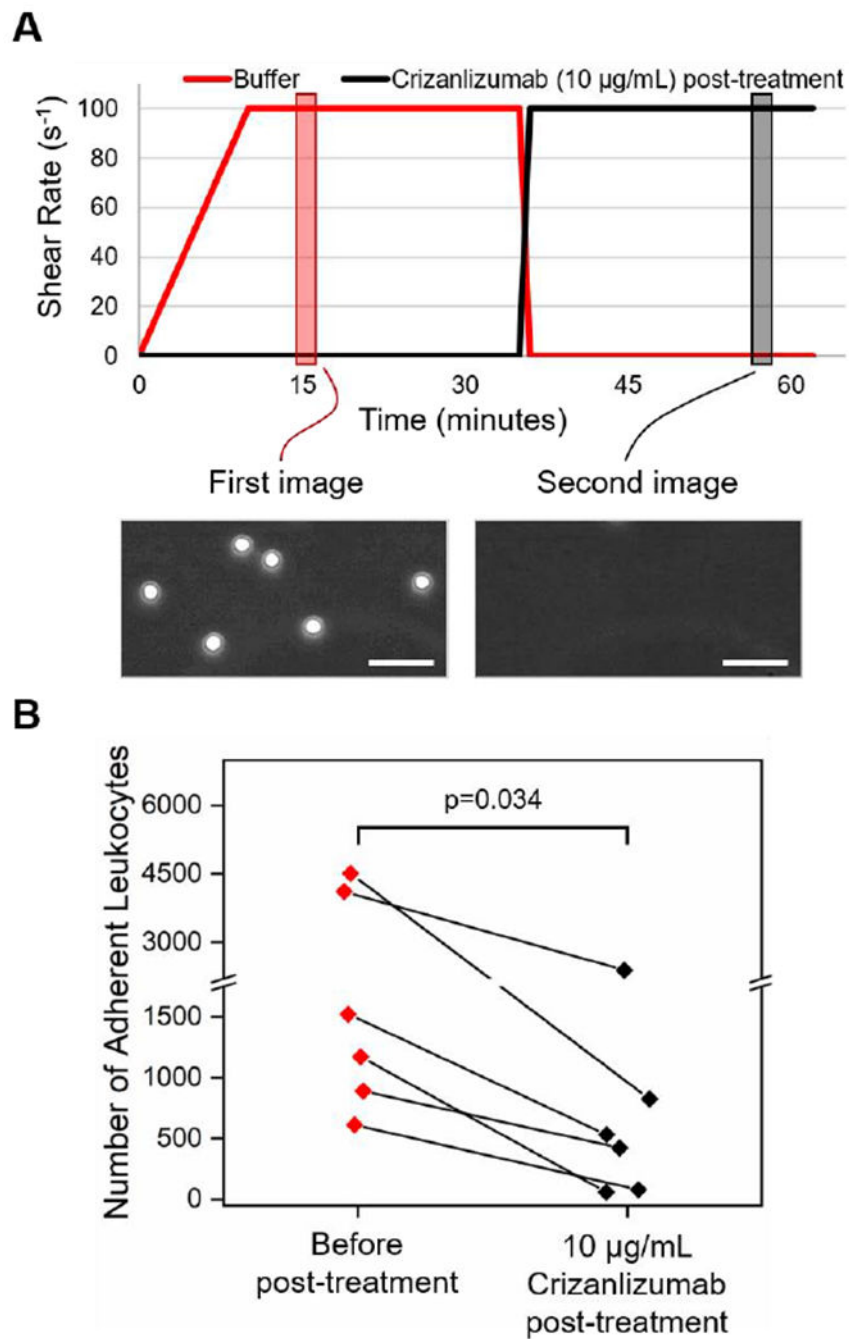 A
Buffer
Crizanlizumab (10 µg/mL) post-treatment
Shear Rate (s⁻¹)
100
80
60
40
20
0
0 15 30 45 60
Time (minutes)
First image Second image
B
Number of Adherent Leukocytes
6000
4500
3000
1500
1000
500
0
p=0.034
Before
post-treatment
10 µg/mL
Crizanlizumab
post-treatment